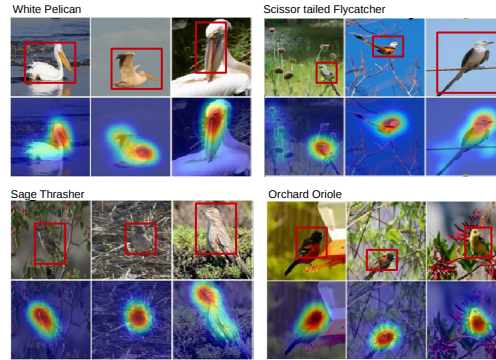 White Pelican
Scissor tailed Flycatcher
Sage Thrasher
Orchard Oriole